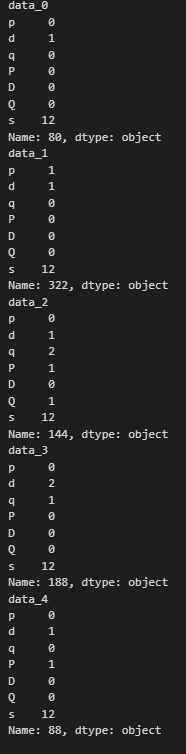 data_0
p     0
d     1
q     0
P     0
D     0
Q     0
s    12
Name: 80, dtype: object
data_1
p     1
d     1
q     0
P     0
D     0
Q     0
s    12
Name: 322, dtype: object
data_2
p     0
d     1
q     2
P     1
D     0
Q     1
s    12
Name: 144, dtype: object
data_3
p     0
d     2
q     1
P     0
D     0
Q     0
s    12
Name: 188, dtype: object
data_4
p     0
d     1
q     0
P     1
D     0
Q     0
s    12
Name: 88, dtype: object